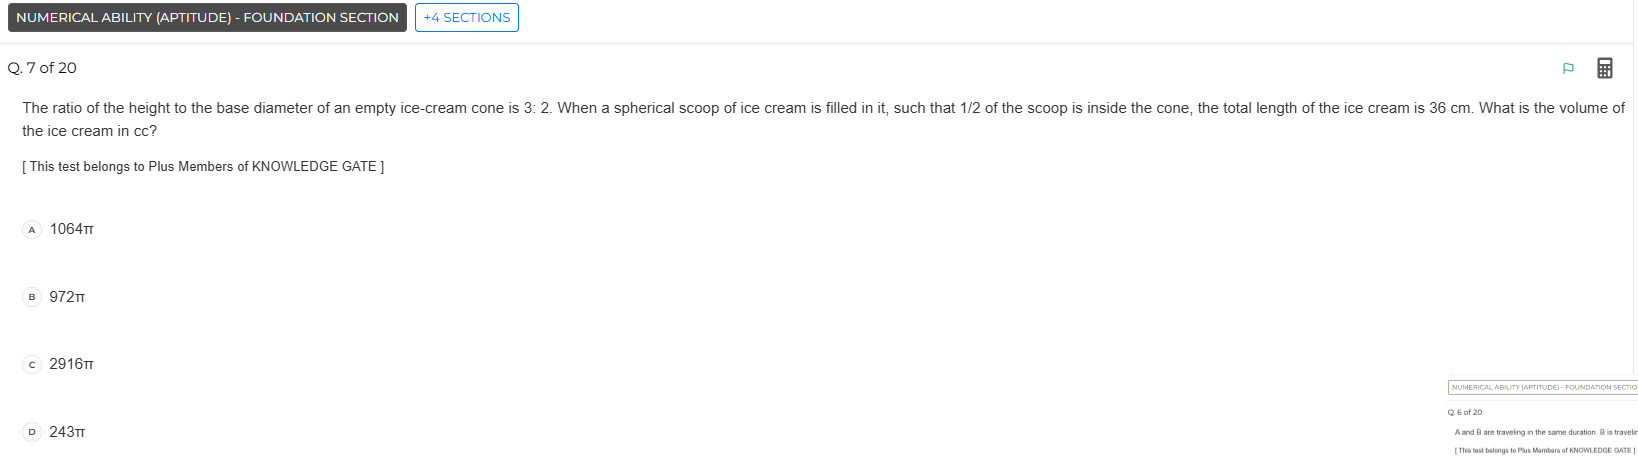 NUMERICAL ABILITY (APTITUDE) - FOUNDATION SECTION
+4 SECTIONS
Q. 7 of 20
The ratio of the height to the base diameter of an empty ice-cream cone is 3: 2. When a spherical scoop of ice cream is filled in it, such that 1/2 of the scoop is inside the cone, the total length of the ice cream is 36 cm. What is the volume of
the ice cream in cc?
[ This test belongs to Plus Members of KNOWLEDGE GATE ]
A 1064π
B 972π
C 2916π
D 243π
NUMERICAL ABILITY (APTITUDE) - FOUNDATION SECTIO
Q. 6 of 20
A and B are traveling in the same duration. B is travelin
[ This test belongs to Plus Members of KNOWLEDGE GATE ]